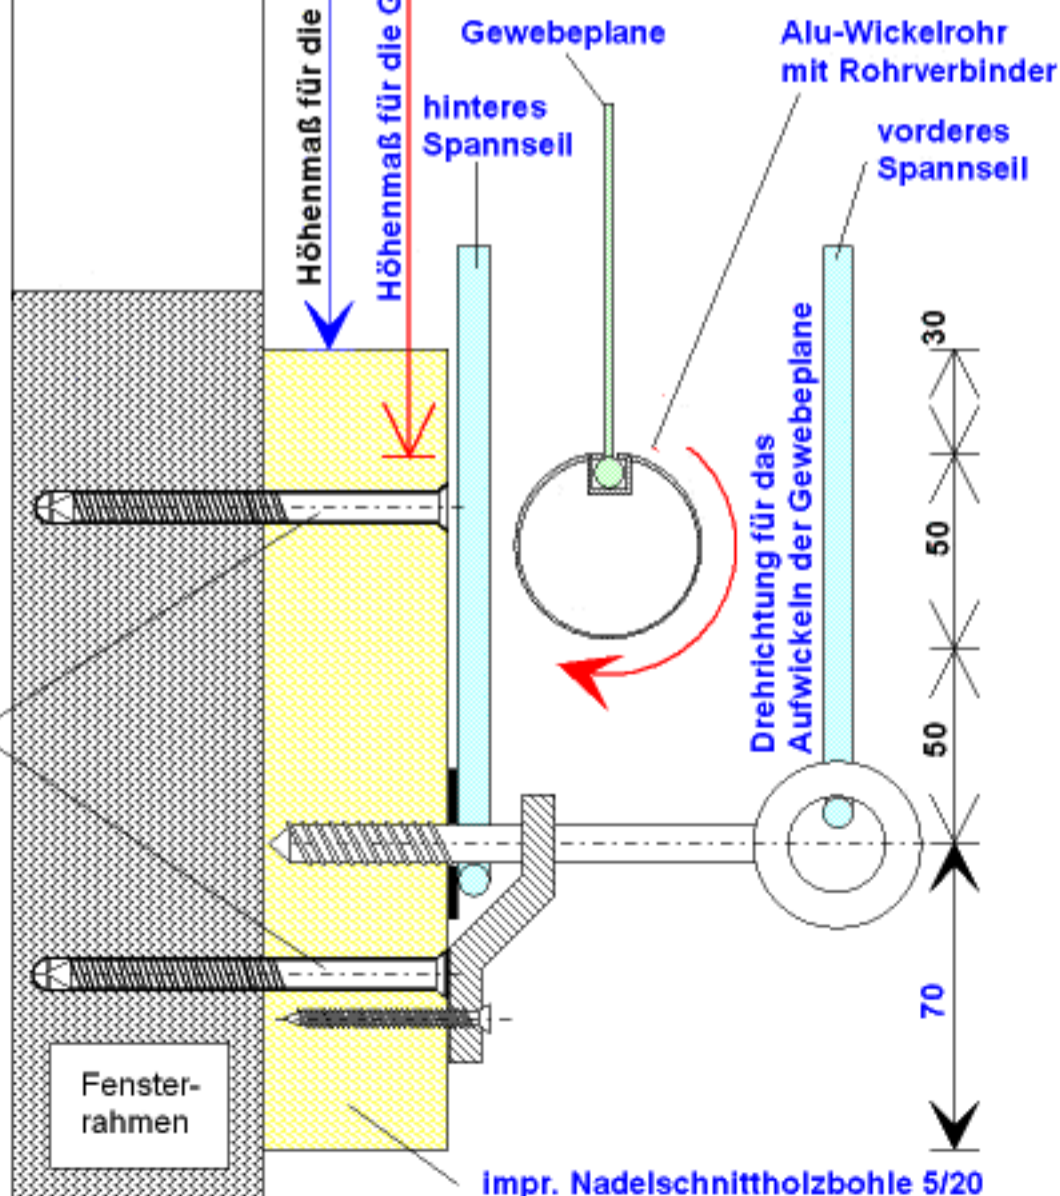 Höhenmaß für die
Höhenmaß für die G
Gewebeplane
Alu-Wickelrohr
mit Rohrverbinder
hinteres
Spannseil
vorderes
Spannseil
Drehrichtung für das
Aufwickeln der Gewebeplane
30
50
50
70
Fenster-
rahmen
impr. Nadelschnittholzbohle 5/20